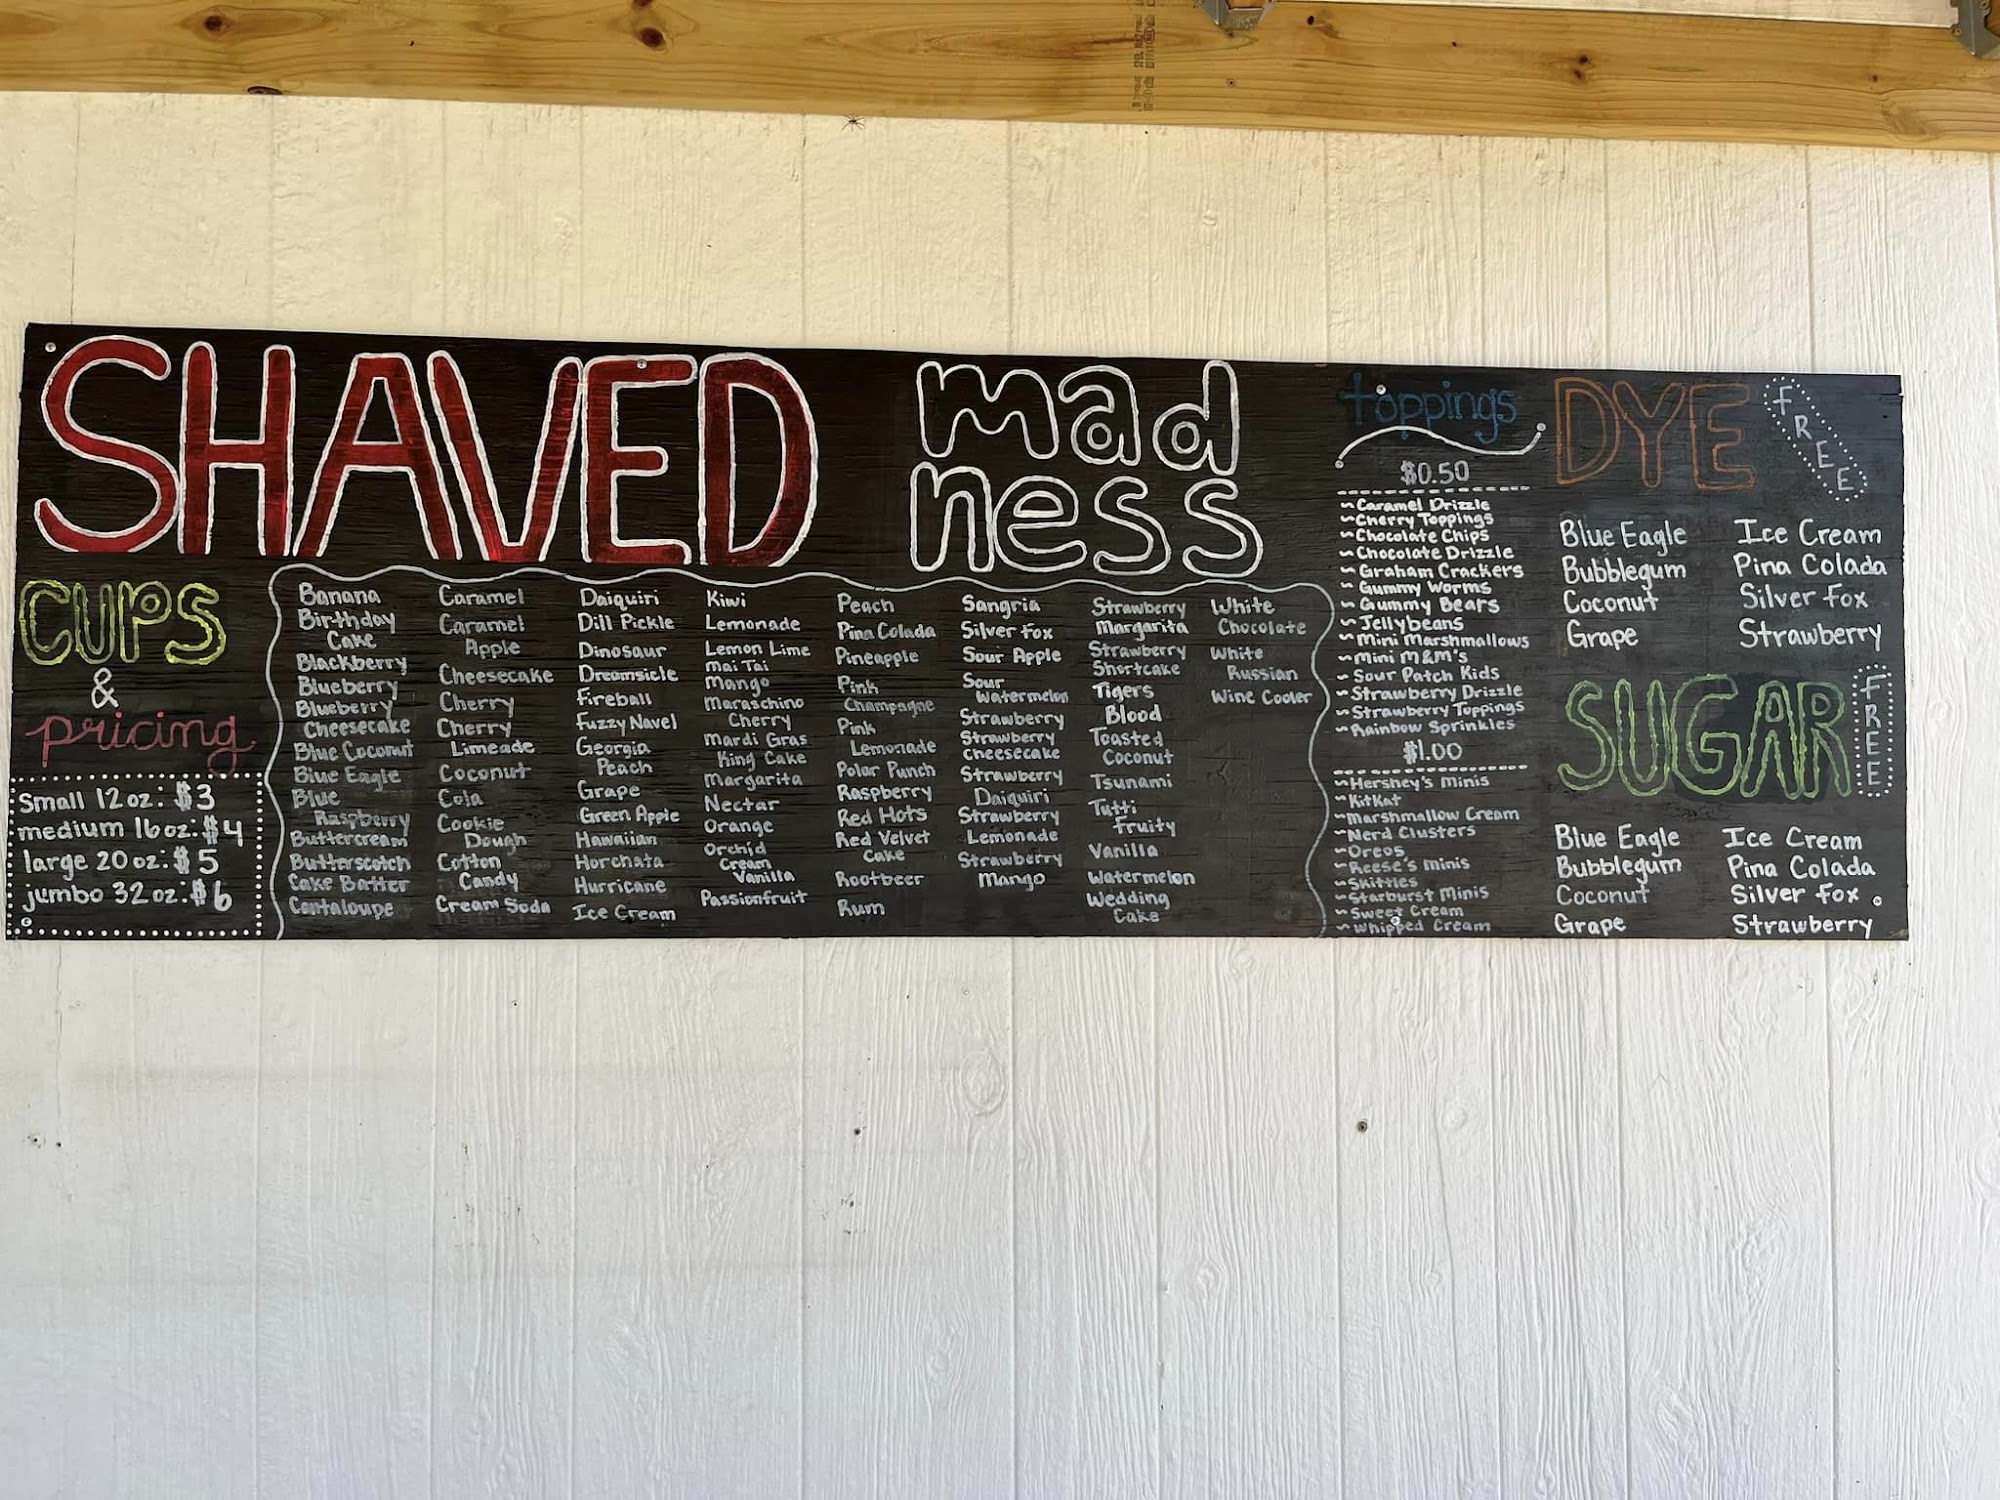 SHAVED
mad
ness
CUPS
&
pricing
small 12oz: $3
medium 16oz: $4
large 20oz: $5
jumbo 32oz: $6
Banana
Birthday
Cake
Blackberry
Blueberry
Blueberry
Cheesecake
Blue Coconut
Blue Eagle
Blue
Raspberry
Buttercream
Butterscotch
Cake Batter
Cantaloupe
Caramel
Caramel
Apple
Cheesecake
Cherry
Cherry
Limeade
Coconut
Cola
Cookie
Dough
Cotton
Candy
Cream Soda
Daiquiri
Dill Pickle
Dinosaur
Dreamsicle
Fireball
Fuzzy Navel
Georgia
Peach
Grape
Green Apple
Hawaiian
Horchata
Hurricane
Ice Cream
Kiwi
Lemonade
Lemon Lime
Mai Tai
Mango
Maraschino
Cherry
Mardi Gras
King Cake
Margarita
Nectar
Orange
Orchid
Cream
Vanilla
Passionfruit
Peach
Pina Colada
Pineapple
Pink
Champagne
Pink
Lemonade
Polar Punch
Raspberry
Red Hots
Red Velvet
Cake
Rootbeer
Rum
Sangria
Silver Fox
Sour Apple
Sour
Watermelon
Strawberry
Strawberry
Cheesecake
Strawberry
Daiquiri
Strawberry
Lemonade
Strawberry
Mango
Strawberry
Margarita
Strawberry
Shortcake
Tigers
Blood
Toasted
Coconut
Tsunami
Tutti
Fruity
Vanilla
Watermelon
Wedding
Cake
White
Chocolate
White
Russian
Wine Cooler
toppings
$0.50
~Caramel Drizzle
~Cherry Toppings
~Chocolate Chips
~Chocolate Drizzle
~Graham Crackers
~Gummy Worms
~Gummy Bears
~Jellybeans
~Mini Marshmallows
~Mini M&M's
~Sour Patch Kids
~Strawberry Drizzle
~Strawberry Toppings
~Rainbow Sprinkles
$1.00
~Hershey's Minis
~KitKat
~Marshmallow Cream
~Nerd Clusters
~Oreos
~Reese's Minis
~Skittles
~Starburst Minis
~Sweet Cream
~Whipped Cream
DYE
FREE
Blue Eagle
Bubblegum
Coconut
Grape
Ice Cream
Pina Colada
Silver Fox
Strawberry
SUGAR
FREE
Blue Eagle
Bubblegum
Coconut
Grape
Ice Cream
Pina Colada
Silver Fox
Strawberry